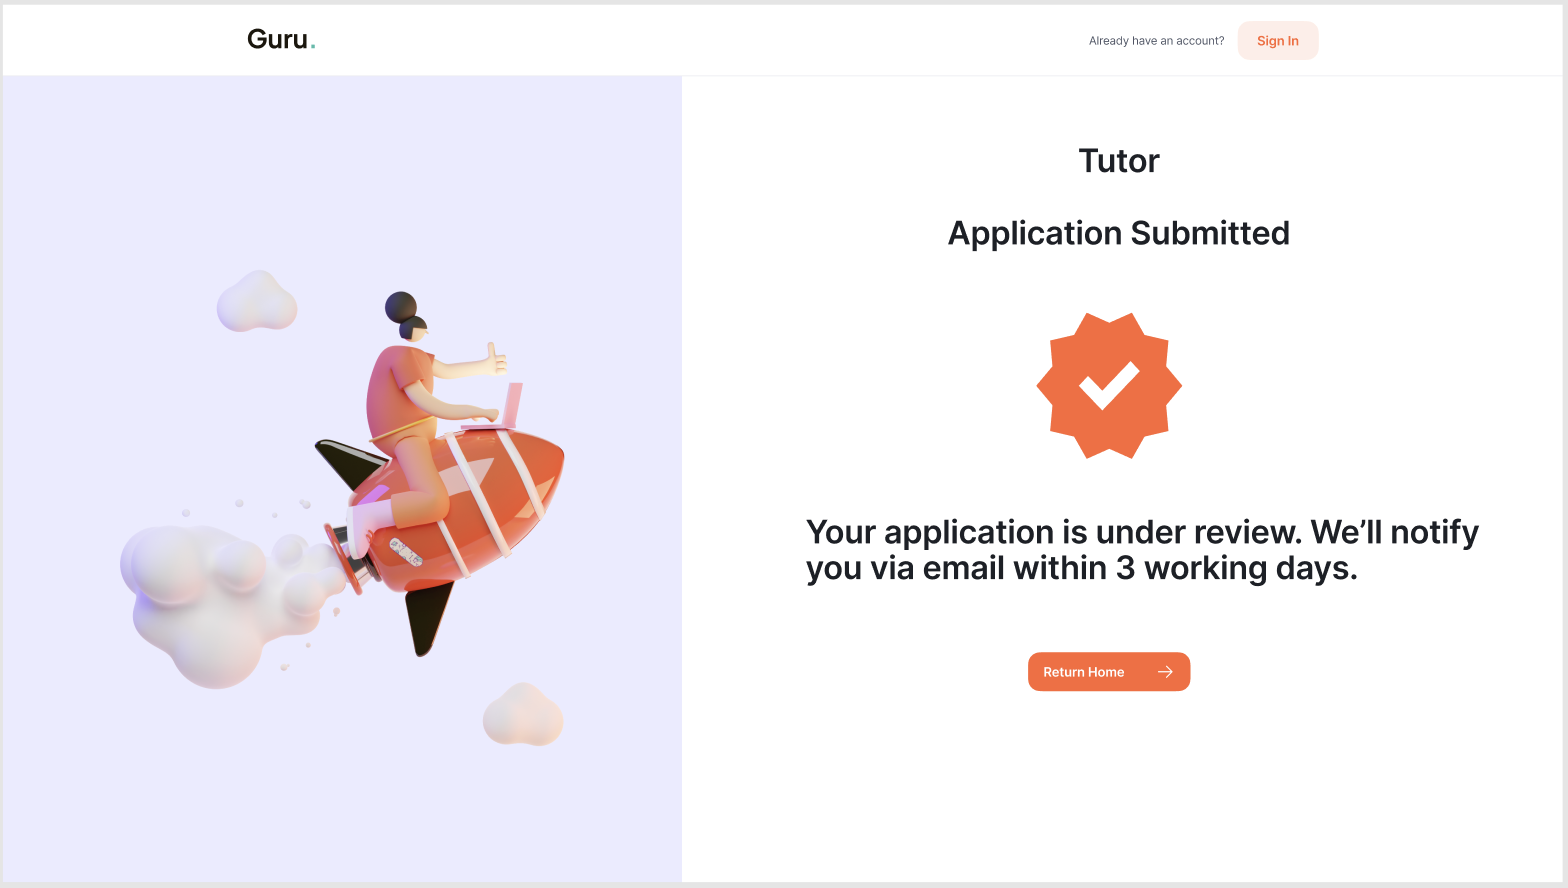 Guru.
Already have an account?
Sign In
Tutor
Application Submitted
Your application is under review. We’ll notify
you via email within 3 working days.
Return Home